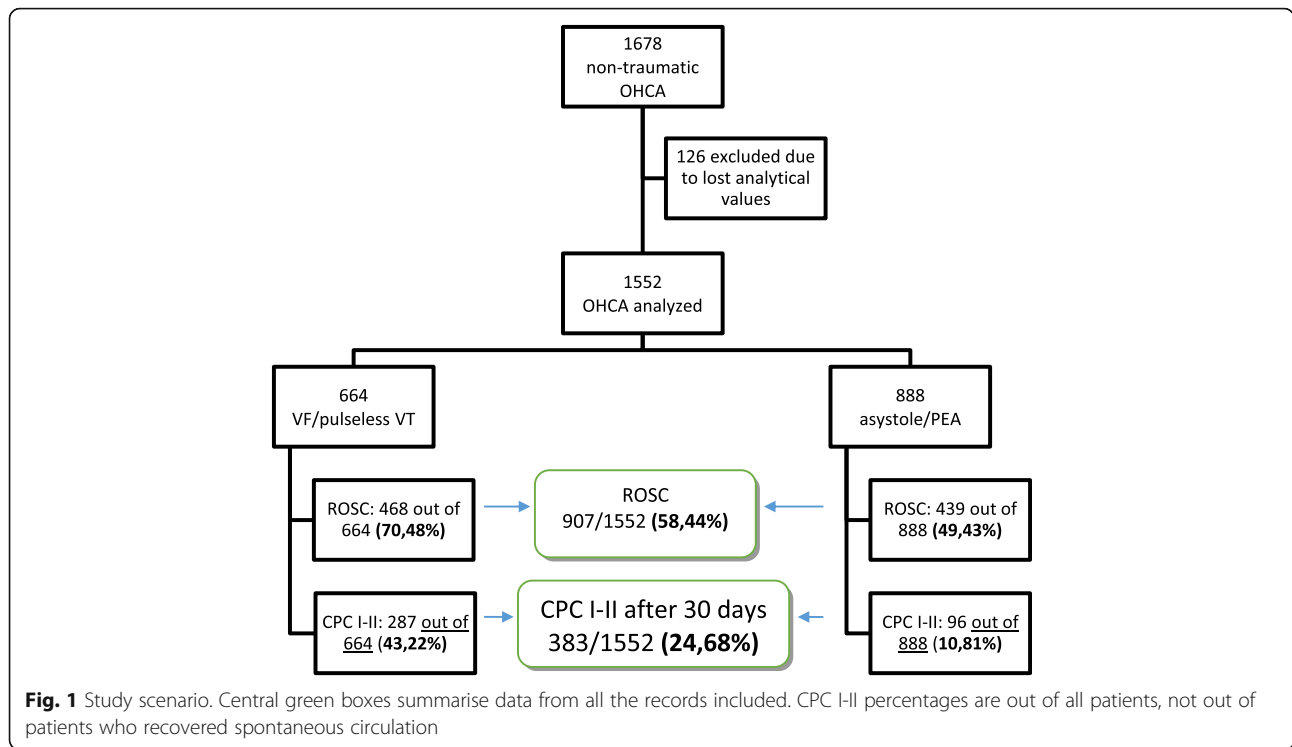 1678
non-traumatic
OHCA
126 excluded due
to lost analytical
values
1552
OHCA analyzed
664
VF/pulseless VT
888
asystole/PEA
ROSC: 468 out of
664 (70,48%)
ROSC
907/1552 (58,44%)
ROSC: 439 out of
888 (49,43%)
CPC I-II: 287 out of
664 (43,22%)
CPC I-II after 30 days
383/1552 (24,68%)
CPC I-II: 96 out of
888 (10,81%)
Fig. 1 Study scenario. Central green boxes summarise data from all the records included. CPC I-II percentages are out of all patients, not out of
patients who recovered spontaneous circulation